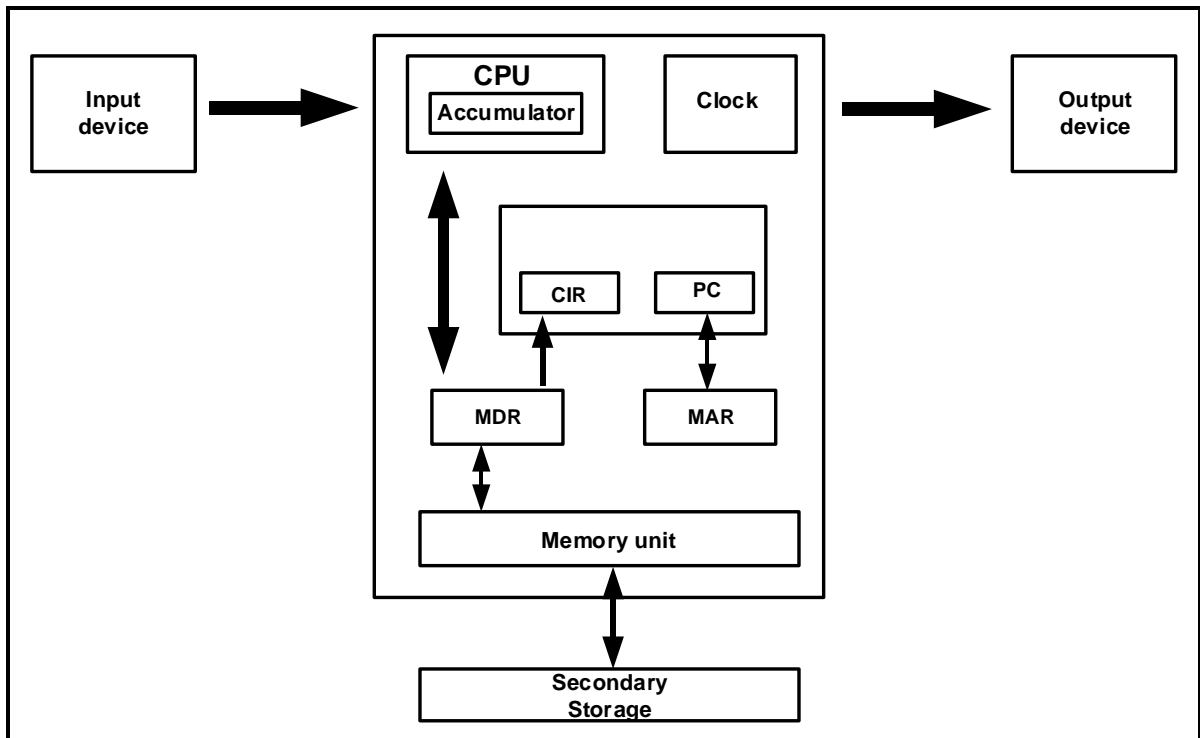 Input
device
CPU
Accumulator
Clock
Output
device
CIR
PC
MDR
MAR
Memory unit
Secondary
Storage